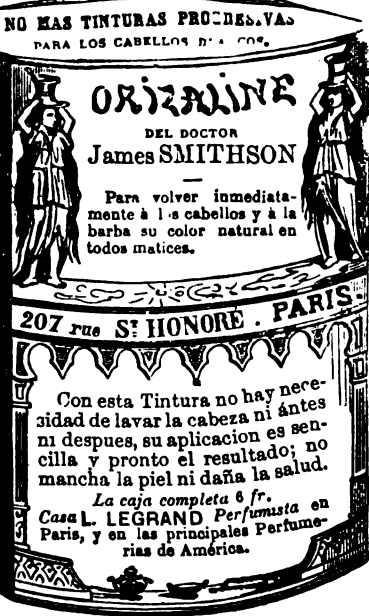 NO MAS TINTURAS
PARA LOS CABELLOS
ORIZALINE
DEL DOCTOR
James SMITHSON
Para volver inmediata-
mente à los cabellos y à la
barba su color natural en
todos matices.
207 rue St HONORÉ. PARIS.
Con esta Tintura no hay nece-
sidad de lavar la cabeza ni ántes
ni despues, su aplicacion es sen-
cilla y pronto el resultado; no
mancha la piel ni daña la salud.
La caja completa 6 fr.
Casa L. LEGRAND Perfumista en
Paris, y en las principales Perfume-
rias de América.